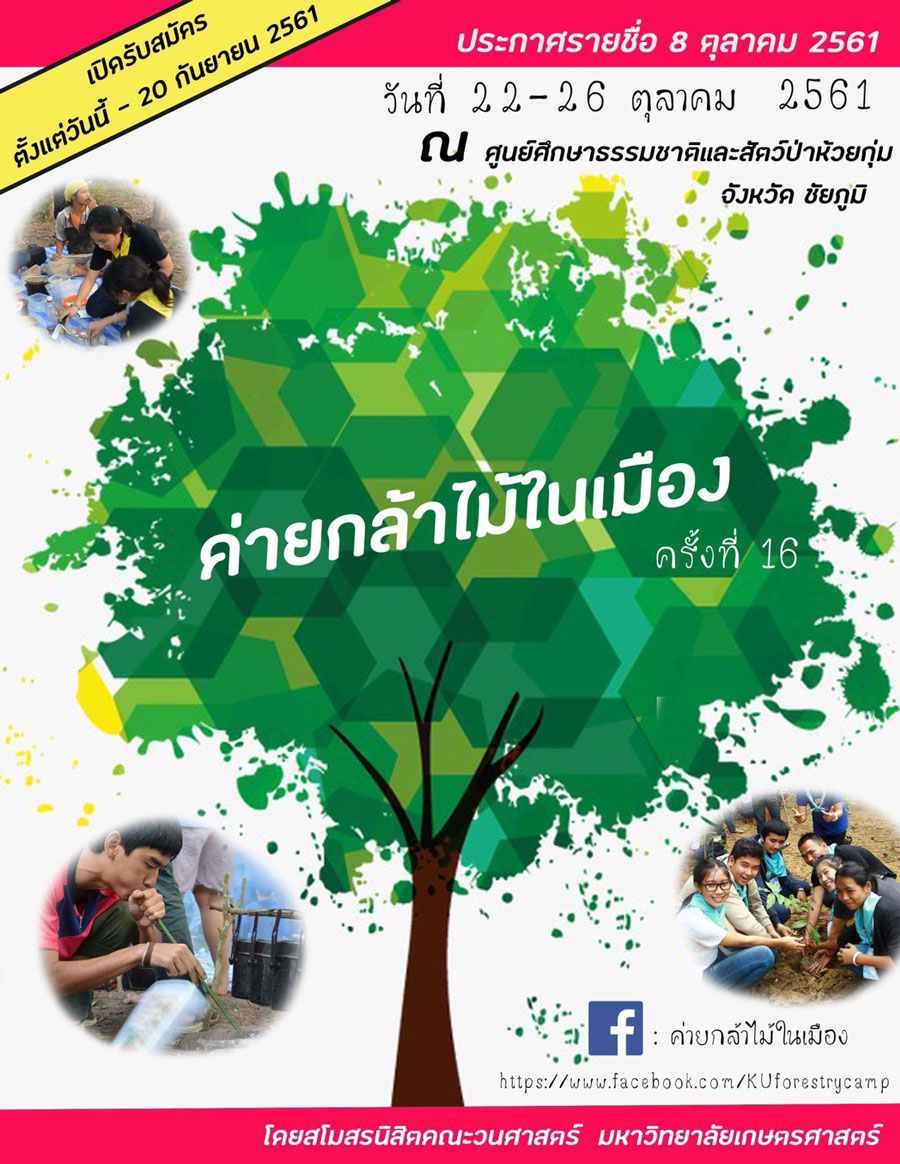 เปิดรับสมัคร
ตั้งแต่วันนี้ - 20 กันยายน 2561
ประกาศรายชื่อ 8 ตุลาคม 2561
วันที่ 22-26 ตุลาคม 2561
ณ ศูนย์ศึกษาธรรมชาติและสัตว์ป่าห้วยกุ่ม
จังหวัด ชัยภูมิ
ค่ายกล้าไม้ในเมือง
ครั้งที่ 16
f : ค่ายกล้าไม้ในเมือง
https://www.facebook.com/KUforestrycamp
โดยสโมสรนิสิตคณะวนศาสตร์ มหาวิทยาลัยเกษตรศาสตร์